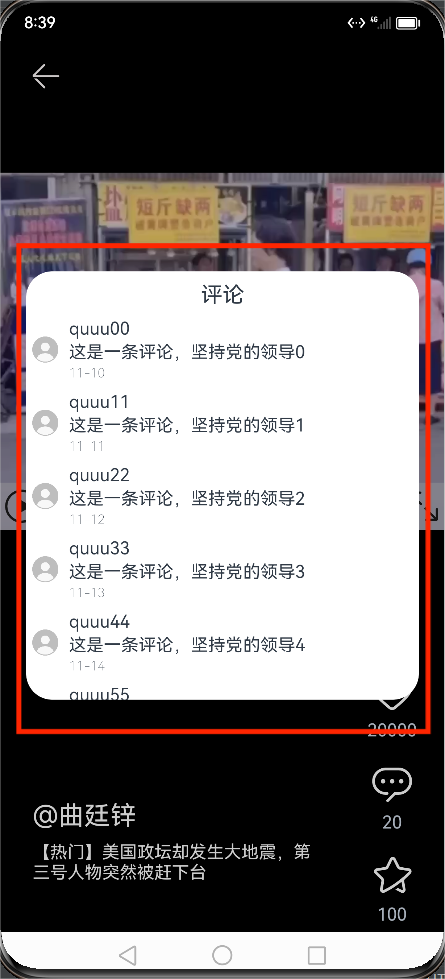 8:39
4G
短斤缺两
短斤缺两
评论
quuu00
这是一条评论，坚持党的领导0
11-10
quuu11
这是一条评论，坚持党的领导1
11-11
quuu22
这是一条评论，坚持党的领导2
11-12
quuu33
这是一条评论，坚持党的领导3
11-13
quuu44
这是一条评论，坚持党的领导4
11-14
quuu55
20000
20
@曲廷锌
【热门】美国政坛却发生大地震，第
三号人物突然被赶下台
100